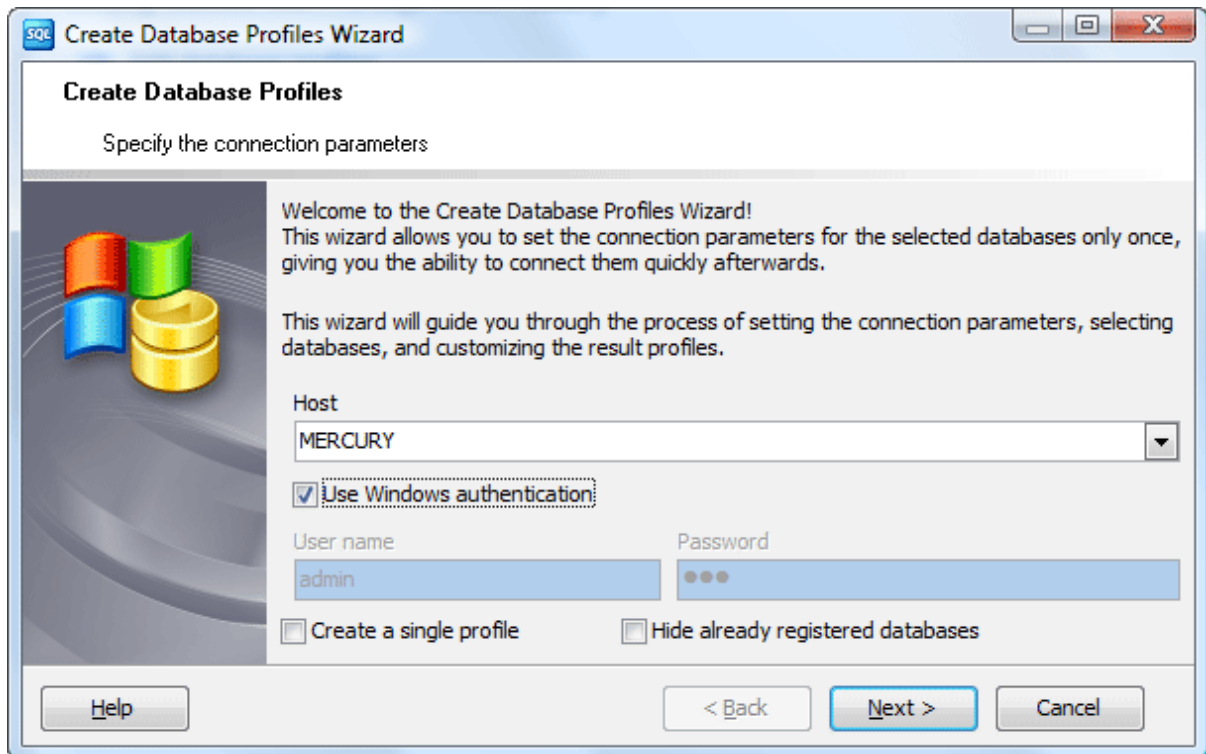 SQL Create Database Profiles Wizard
Create Database Profiles
Specify the connection parameters
Welcome to the Create Database Profiles Wizard!
This wizard allows you to set the connection parameters for the selected databases only once,
giving you the ability to connect them quickly afterwards.
This wizard will guide you through the process of setting the connection parameters, selecting
databases, and customizing the result profiles.
Host
MERCURY
Use Windows authentication
User name Password
admin ●●●
Create a single profile Hide already registered databases
Help < Back Next > Cancel